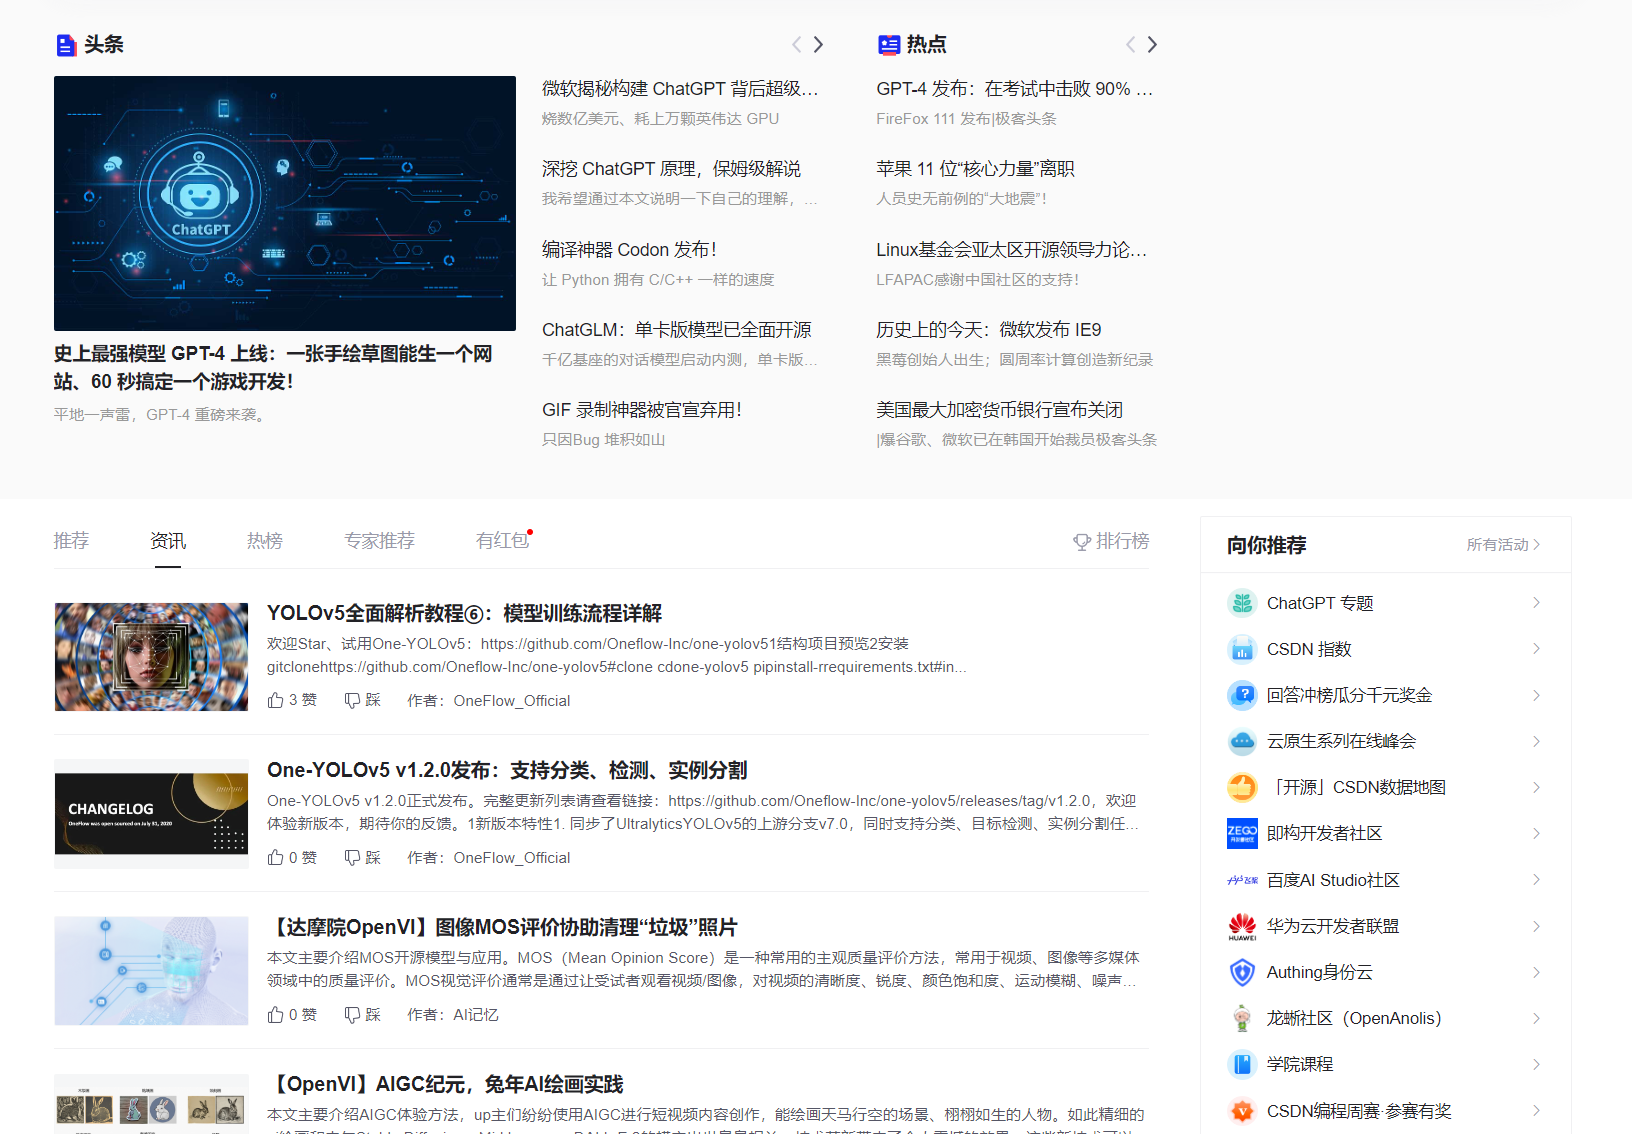 头条
ChatGPT
史上最强模型 GPT-4 上线：一张手绘草图能生一个网
站、60 秒搞定一个游戏开发！
平地一声雷，GPT-4 重磅来袭。
微软揭秘构建 ChatGPT 背后超级…
烧数亿美元、耗上万颗英伟达 GPU
深挖 ChatGPT 原理，保姆级解说
我希望通过本文说明一下自己的理解，…
编译神器 Codon 发布！
让 Python 拥有 C/C++ 一样的速度
ChatGLM：单卡版模型已全面开源
千亿基座的对话模型启动内测，单卡版…
GIF 录制神器被官宣弃用！
只因Bug 堆积如山
热点
GPT-4 发布：在考试中击败 90% …
FireFox 111 发布|极客头条
苹果 11 位“核心力量”离职
人员史无前例的“大地震”！
Linux基金会亚太区开源领导力论…
LFAPAC感谢中国社区的支持！
历史上的今天：微软发布 IE9
黑莓创始人出生；圆周率计算创造新纪录
美国最大加密货币银行宣布关闭
|爆谷歌、微软已在韩国开始裁员极客头条
推荐 资讯 热榜 专家推荐 有红包 排行榜
YOLOv5全面解析教程⑥：模型训练流程详解
欢迎Star、试用One-YOLOv5：https://github.com/Oneflow-Inc/one-yolov51结构项目预览2安装
gitclonehttps://github.com/Oneflow-Inc/one-yolov5#clone cdone-yolov5 pipinstall-rrequirements.txt#in...
3 赞 踩 作者：OneFlow_Official
CHANGELOG
OneFlow was open sourced on July 31, 2020
One-YOLOv5 v1.2.0发布：支持分类、检测、实例分割
One-YOLOv5 v1.2.0正式发布。完整更新列表请查看链接：https://github.com/Oneflow-Inc/one-yolov5/releases/tag/v1.2.0，欢迎
体验新版本，期待你的反馈。1新版本特性1. 同步了UltralyticsYOLOv5的上游分支v7.0，同时支持分类、目标检测、实例分割任…
0 赞 踩 作者：OneFlow_Official
【达摩院OpenVI】图像MOS评价协助清理“垃圾”照片
本文主要介绍MOS开源模型与应用。MOS（Mean Opinion Score）是一种常用的主观质量评价方法，常用于视频、图像等多媒体
领域中的质量评价。MOS视觉评价通常是通过让受试者观看视频/图像，对视频的清晰度、锐度、颜色饱和度、运动模糊、噪声…
0 赞 踩 作者：AI记忆
【OpenVI】AIGC纪元，兔年AI绘画实践
本文主要介绍AIGC体验方法，up主们纷纷使用AIGC进行短视频内容创作，能绘画天马行空的场景、栩栩如生的人物。如此精细的
向你推荐 所有活动
ChatGPT 专题
CSDN 指数
回答冲榜瓜分千元奖金
云原生系列在线峰会
「开源」CSDN数据地图
ZEGO
即构开发者社区
百度AI Studio社区
HUAWEI
华为云开发者联盟
Authing身份云
龙蜥社区（OpenAnolis）
学院课程
CSDN编程周赛·参赛有奖